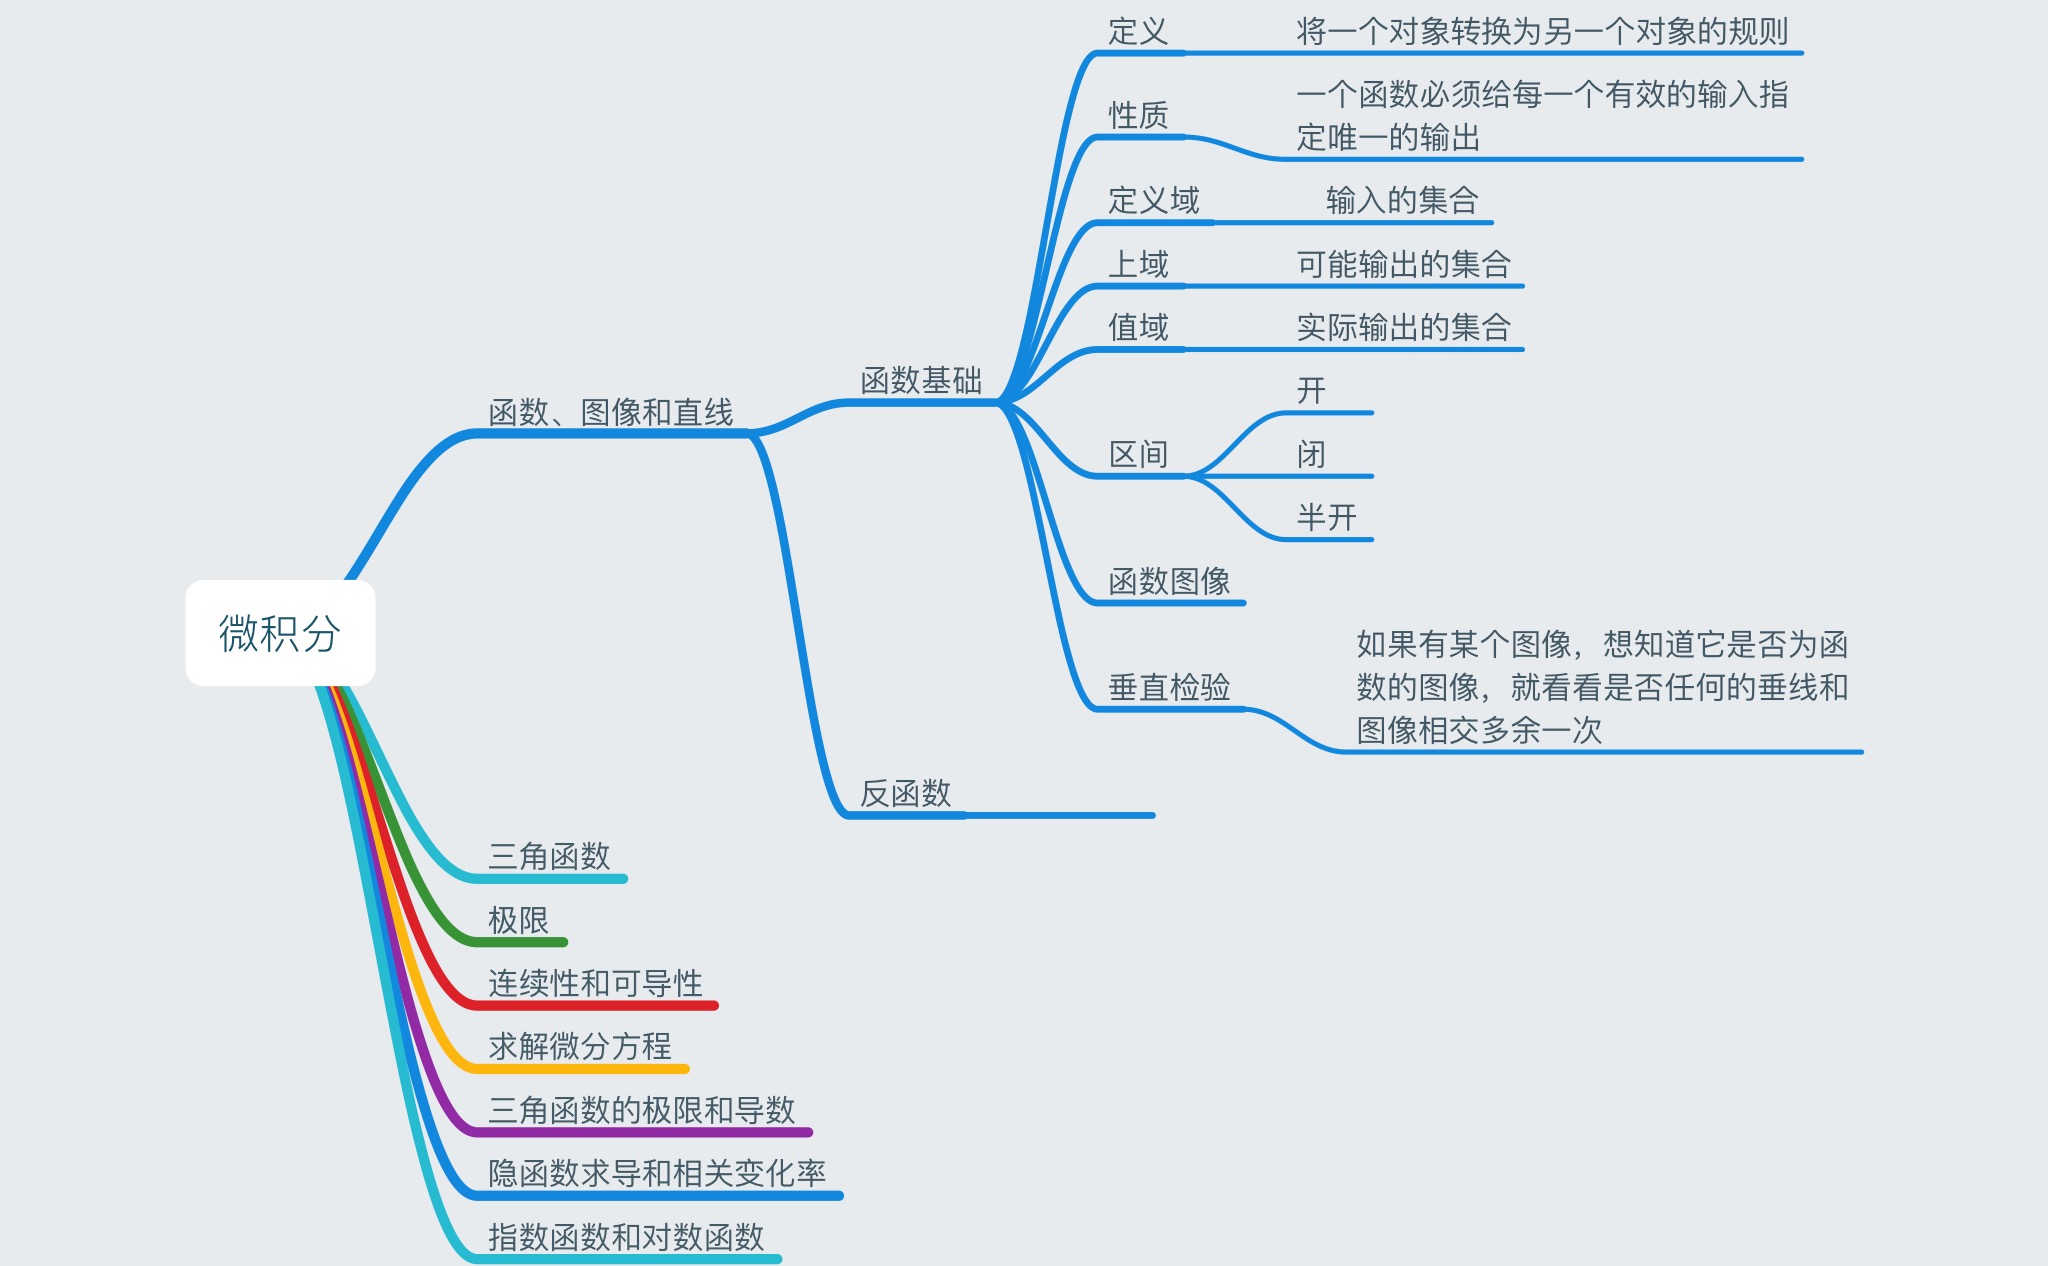 定义
将一个对象转换为另一个对象的规则
性质
一个函数必须给每一个有效的输入指
定唯一的输出
定义域
输入的集合
上域
可能输出的集合
值域
实际输出的集合
函数基础
函数、图像和直线
区间
开
闭
半开
函数图像
垂直检验
如果有某个图像，想知道它是否为函
数的图像，就看看是否任何的垂线和
图像相交多余一次
微积分
反函数
三角函数
极限
连续性和可导性
求解微分方程
三角函数的极限和导数
隐函数求导和相关变化率
指数函数和对数函数